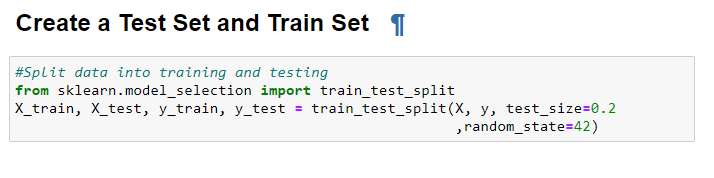 Create a Test Set and Train Set ¶
#Split data into training and testing
from sklearn.model_selection import train_test_split
X_train, X_test, y_train, y_test = train_test_split(X, y, test_size=0.2
,random_state=42)